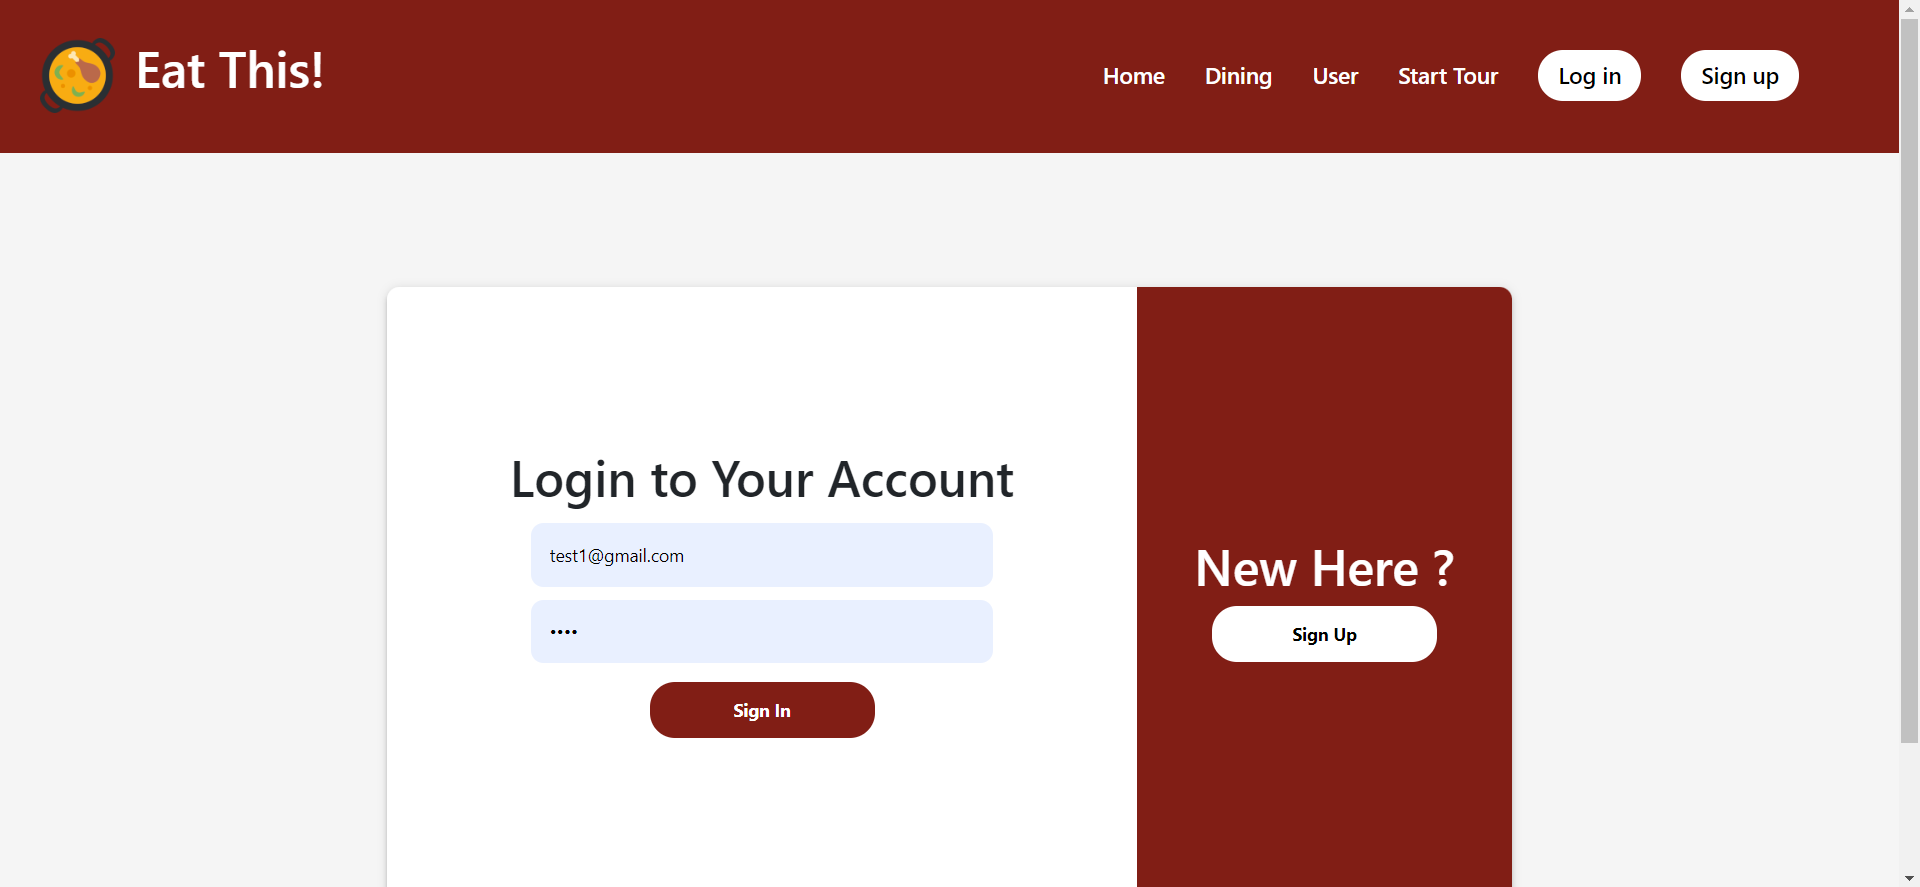 Eat This!
Home Dining User Start Tour Log in Sign up
Login to Your Account
test1@gmail.com
••••
Sign In
New Here ?
Sign Up